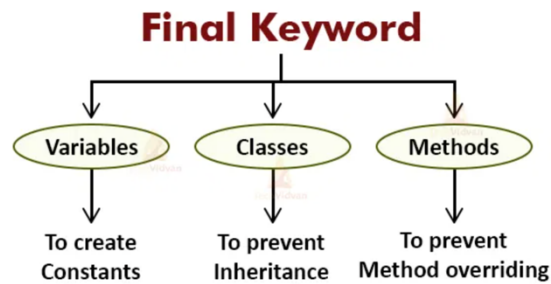 Final Keyword
Variables
Classes
Methods
To create
Constants
To prevent
Inheritance
To prevent
Method overriding